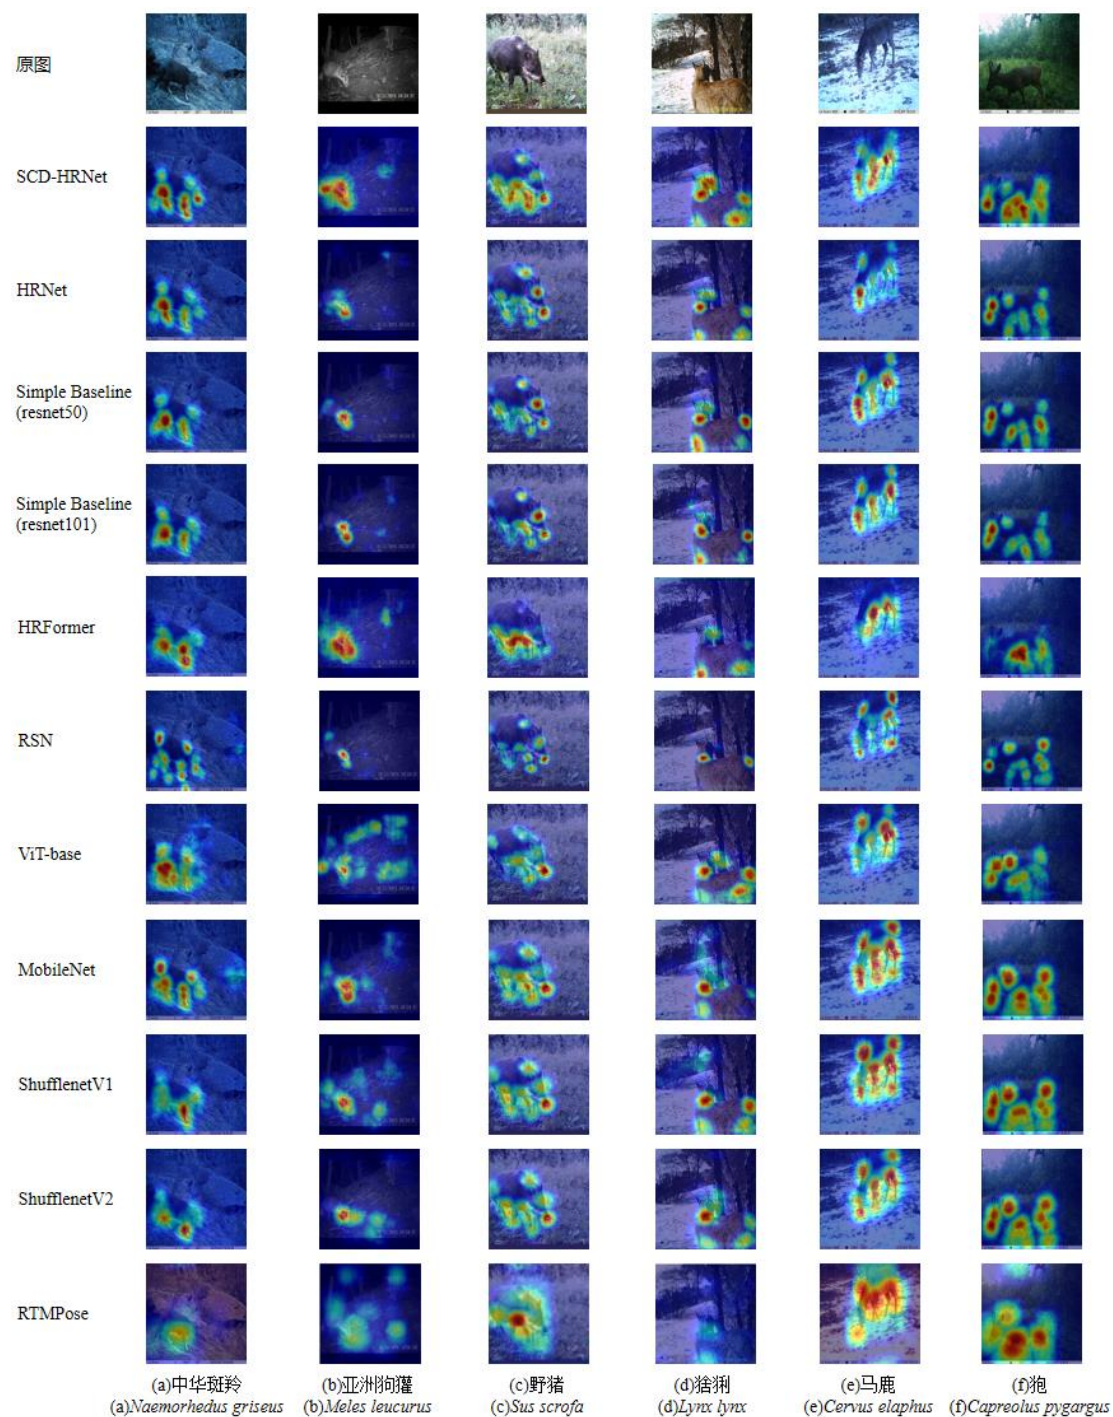 原图
SCD-HRNet
HRNet
Simple Baseline
(resnet50)
Simple Baseline
(resnet101)
HRFormer
RSN
ViT-base
MobileNet
ShufflenetV1
ShufflenetV2
RTMPose
(a)中华斑羚 (b)亚洲狗獾 (c)野猪 (d)猞猁 (e)马鹿 (f)狍
(a)Naemorhedus griseus (b)Meles leucurus (c)Sus scrofa (d)Lynx lynx (e)Cervus elaphus (f)Capreolus pygargus